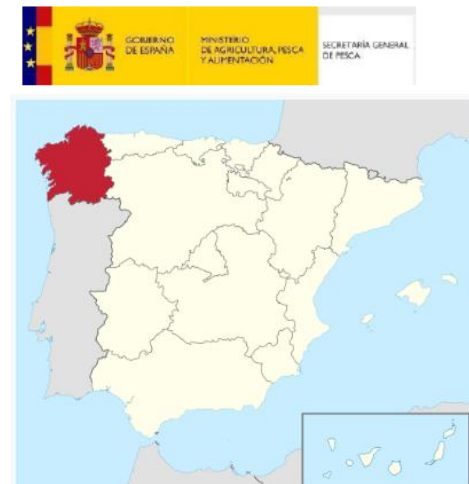 GOBIERNO
DE ESPAÑA
MINISTERIO
DE AGRICULTURA, PESCA
Y ALIMENTACIÓN
SECRETARÍA GENERAL
DE PESCA